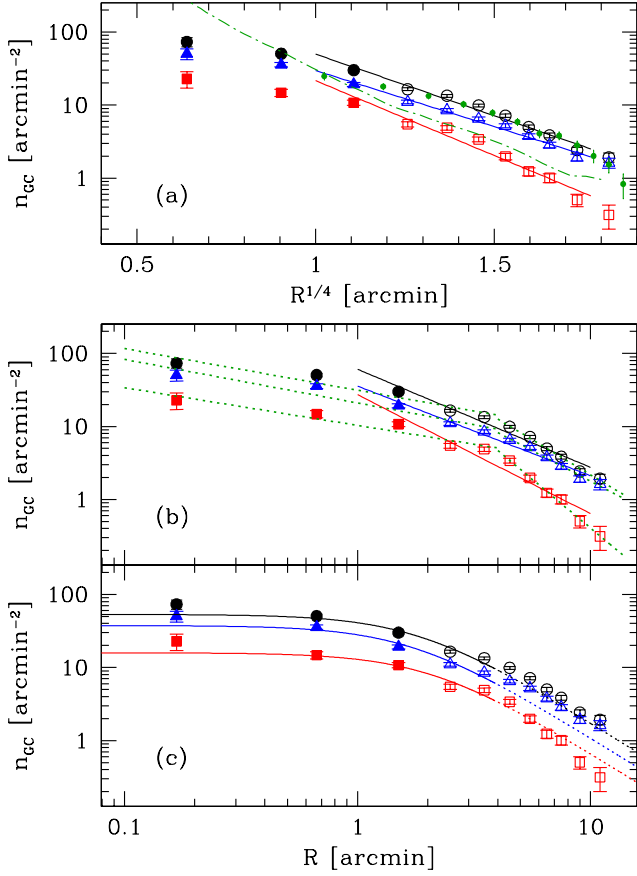 100
10
1
n_GC [arcmin⁻²]
(a)
0.5 1 1.5
R^1/4 [arcmin]
100
10
1
n_GC [arcmin⁻²]
(b)
100
10
1
n_GC [arcmin⁻²]
(c)
0.1 1 10
R [arcmin]